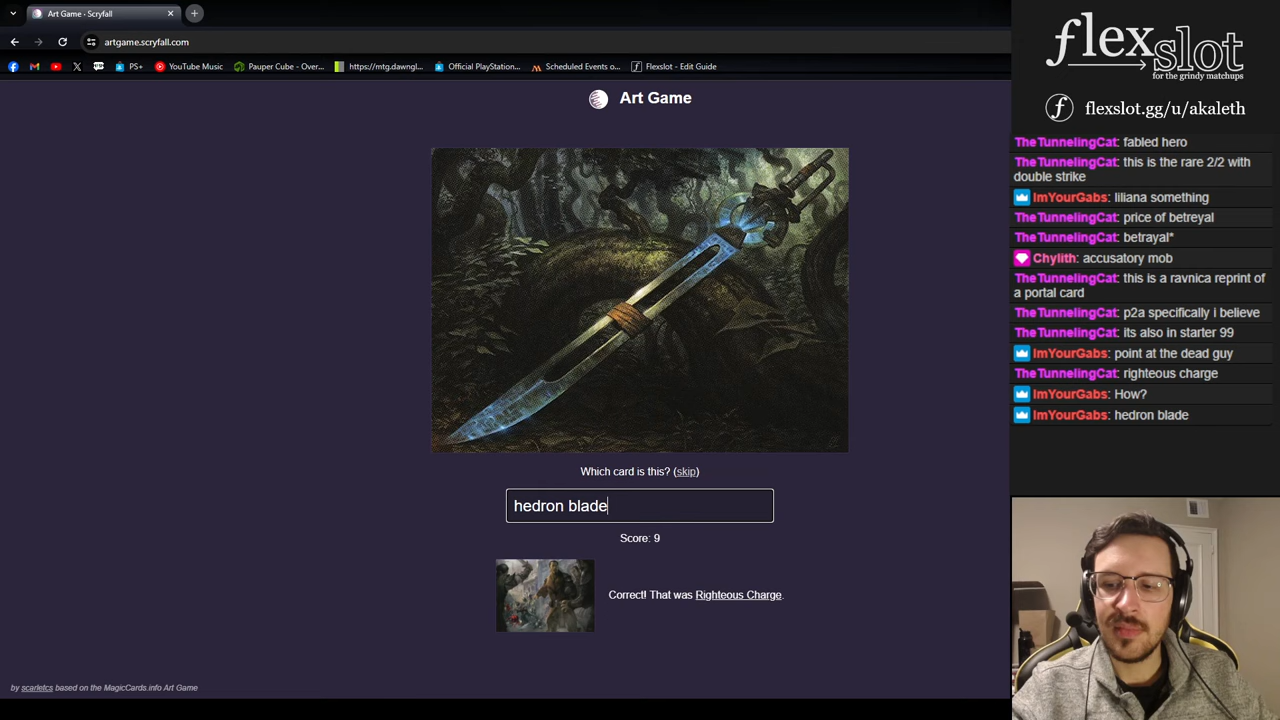 Art Game · Scryfall
artgame.scryfall.com
PS+
YouTube Music
Pauper Cube - Over...
https://mtg.dawngl...
Official PlayStation...
Scheduled Events o...
Flexslot - Edit Guide
Art Game
Which card is this? (skip)
hedron blade
Score: 9
Correct! That was Righteous Charge.
by scarletcs based on the MagicCards.info Art Game
flexslot
for the grindy matchups
flexslot.gg/u/akaleth
TheTunnelingCat: fabled hero
TheTunnelingCat: this is the rare 2/2 with
double strike
ImYourGabs: liliana something
TheTunnelingCat: price of betreyal
TheTunnelingCat: betrayal*
Chylith: accusatory mob
TheTunnelingCat: this is a ravnica reprint of
a portal card
TheTunnelingCat: p2a specifically i believe
TheTunnelingCat: its also in starter 99
ImYourGabs: point at the dead guy
TheTunnelingCat: righteous charge
ImYourGabs: How?
ImYourGabs: hedron blade